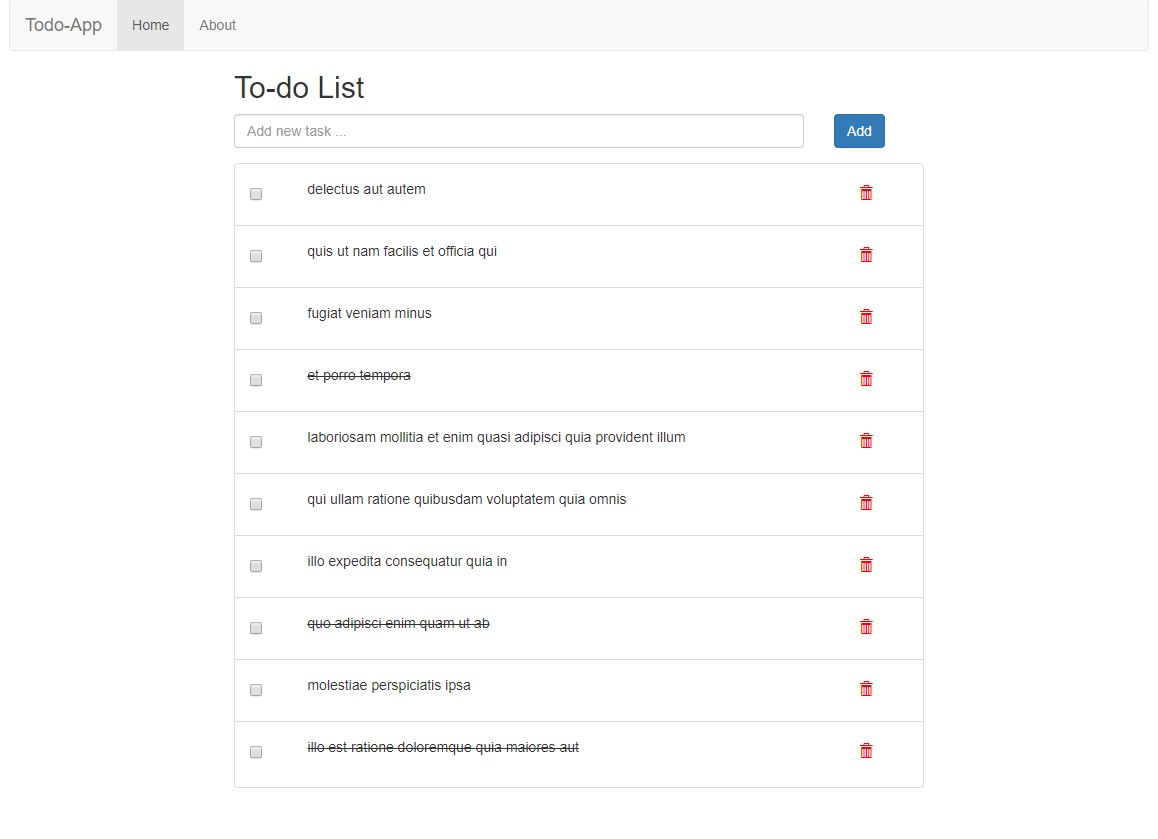 Todo-App Home About
To-do List
Add new task ...
Add
delectus aut autem
quis ut nam facilis et officia qui
fugiat veniam minus
et porro tempora
laboriosam mollitia et enim quasi adipisci quia provident illum
qui ullam ratione quibusdam voluptatem quia omnis
illo expedita consequatur quia in
quo adipisci enim quam ut ab
molestiae perspiciatis ipsa
illo est ratione doloremque quia maiores aut